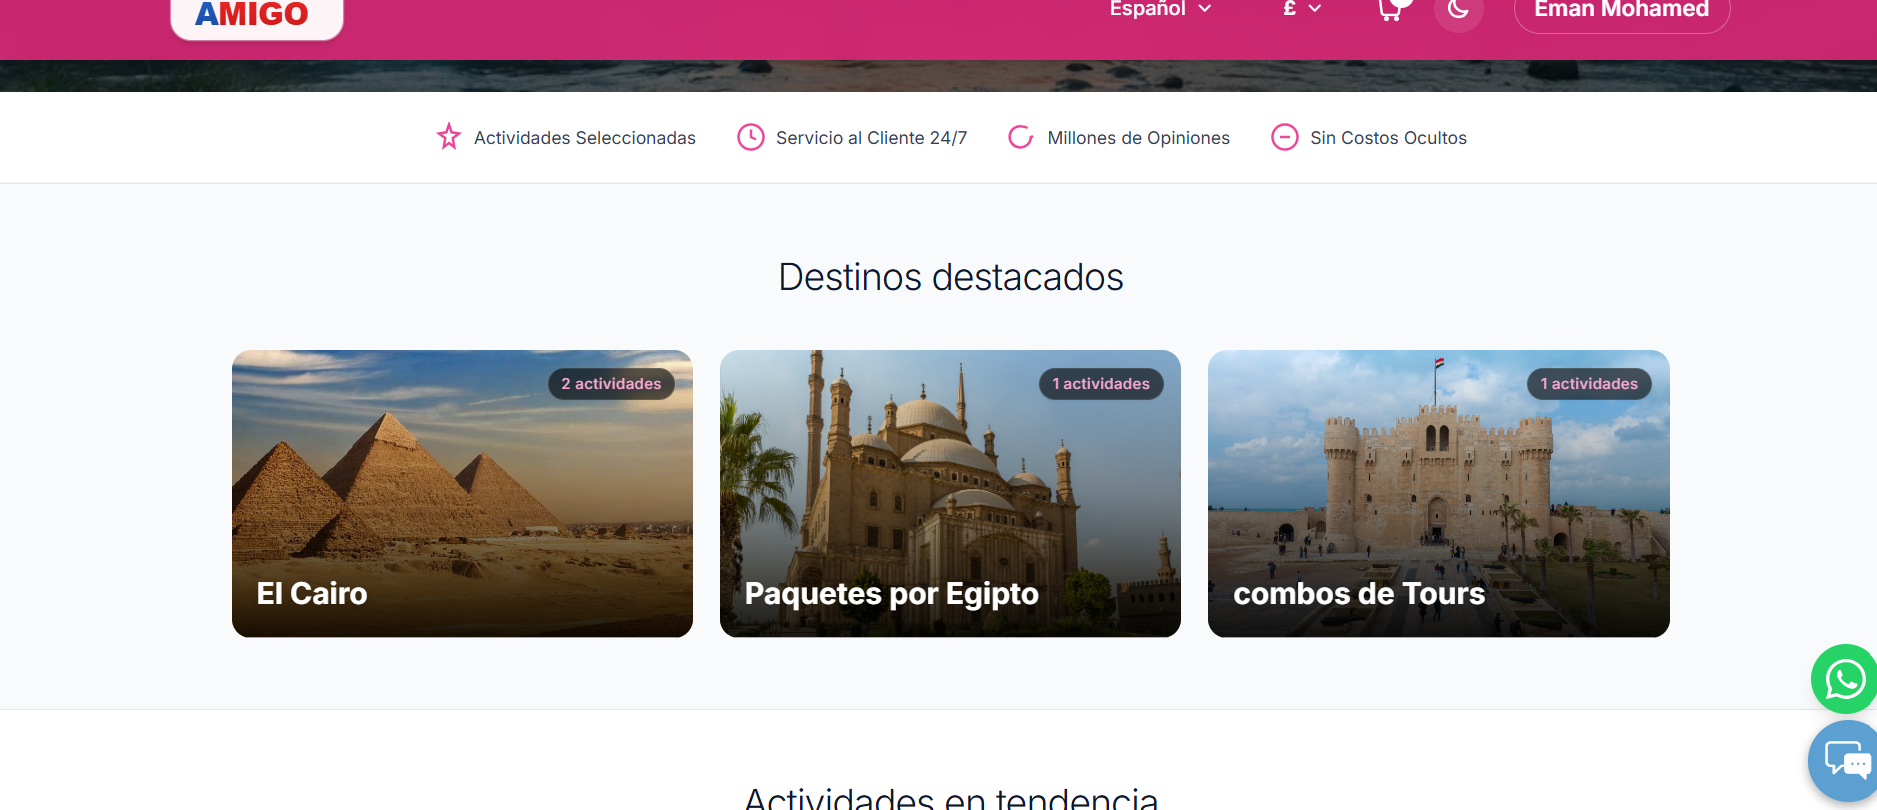 AMIGO
Español
£
Eman Mohamed
Actividades Seleccionadas
Servicio al Cliente 24/7
Millones de Opiniones
Sin Costos Ocultos
Destinos destacados
2 actividades
El Cairo
1 actividades
Paquetes por Egipto
1 actividades
combos de Tours
Actividades en tendencia